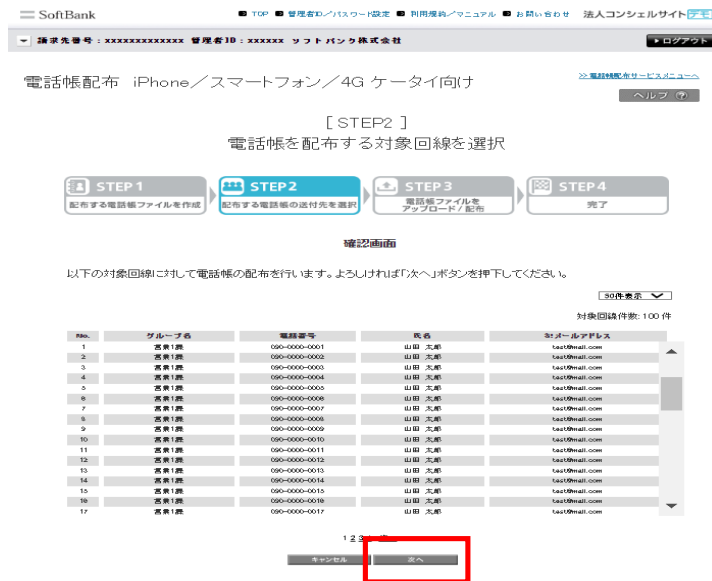 SoftBank
TOP 管理者ID／パスワード設定 利用規約／マニュアル お問い合わせ 法人コンシェルサイト デモ
請求先番号：xxxxxxxxxxxxx 管理者ID：xxxxxx ソフトバンク株式会社 ログアウト
電話帳配布 iPhone／スマートフォン／4G ケータイ向け
>> 電話帳配布サービスメニューへ
ヘルプ ?
[ STEP2 ]
電話帳を配布する対象回線を選択
STEP 1 STEP 2 STEP 3 STEP 4
配布する電話帳ファイルを作成 配布する電話帳の送付先を選択 電話帳ファイルを
アップロード / 配布 完了
確認画面
以下の対象回線に対して電話帳の配布を行います。よろしければ「次へ」ボタンを押下してください。
50件表示
対象回線件数: 100 件
No. グループ名 電話番号 氏名 S!メールアドレス
1 営業1課 090-0000-0001 山田 太郎 test@mail.com
2 営業1課 090-0000-0002 山田 太郎 test@mail.com
3 営業1課 090-0000-0003 山田 太郎 test@mail.com
4 営業1課 090-0000-0004 山田 太郎 test@mail.com
5 営業1課 090-0000-0005 山田 太郎 test@mail.com
6 営業1課 090-0000-0006 山田 太郎 test@mail.com
7 営業1課 090-0000-0007 山田 太郎 test@mail.com
8 営業1課 090-0000-0008 山田 太郎 test@mail.com
9 営業1課 090-0000-0009 山田 太郎 test@mail.com
10 営業1課 090-0000-0010 山田 太郎 test@mail.com
11 営業1課 090-0000-0011 山田 太郎 test@mail.com
12 営業1課 090-0000-0012 山田 太郎 test@mail.com
13 営業1課 090-0000-0013 山田 太郎 test@mail.com
14 営業1課 090-0000-0014 山田 太郎 test@mail.com
15 営業1課 090-0000-0015 山田 太郎 test@mail.com
16 営業1課 090-0000-0016 山田 太郎 test@mail.com
17 営業1課 090-0000-0017 山田 太郎 test@mail.com
1 2 3
キャンセル 次へ